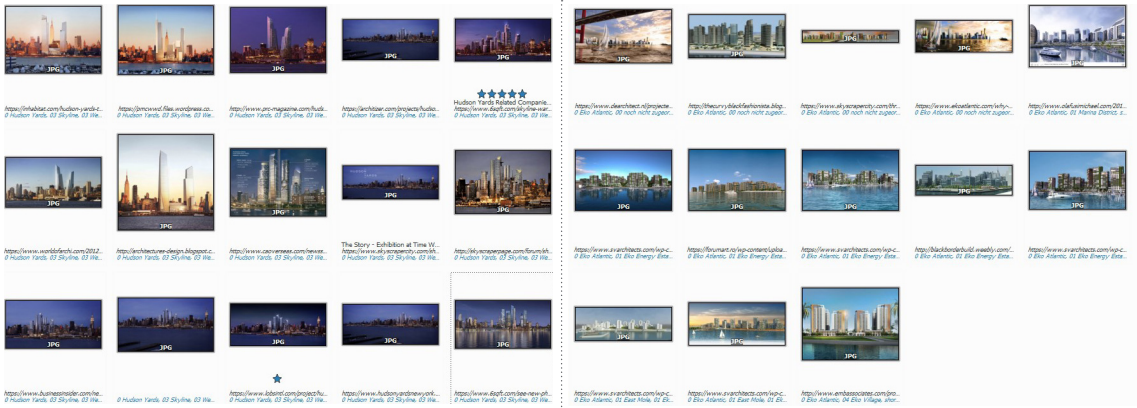 JPG JPG JPG JPG JPG JPG JPG JPG JPG JPG
https://inhabitat.com/hudson-yards-t... https://pmcwwd.files.wordpress.co... https://www.prc-magazine.com/huds... https://architizer.com/projects/hudso... Hudson Yards Related Companie... https://www.dearchitect.nl/projecte... http://thecurvyblackfashionista.blog... https://www.skyscrapercity.com/thr... https://www.ekoatlantic.com/why-... http://www.olafusimichael.com/201...
https://www.6sqft.com/skyline-war...
0 Hudson Yards, 03 Skyline, 03 We... 0 Hudson Yards, 03 Skyline, 03 We... 0 Hudson Yards, 03 Skyline, 03 We... 0 Hudson Yards, 03 Skyline, 03 We... 0 Hudson Yards, 03 Skyline, 03 We... 0 Eko Atlantic, 00 noch nicht zugeor... 0 Eko Atlantic, 00 noch nicht zugeor... 0 Eko Atlantic, 00 noch nicht zugeor... 0 Eko Atlantic, 00 noch nicht zugeor... 0 Eko Atlantic, 01 Marina District, s...
JPG JPG JPG JPG JPG JPG JPG JPG JPG JPG
The Story - Exhibition at Time W...
https://www.worldofarchi.com/2012... http://architectures-design.blogspot.c... https://www.caoverseas.com/newss... https://www.skyscrapercity.com/sh... http://skyscraperpage.com/forum/sh... https://www.svarchitects.com/wp-c... https://forumart.ro/wp-content/uploa... https://www.svarchitects.com/wp-c... http://blackborderbuild.weebly.com/... https://www.svarchitects.com/wp-c...
0 Hudson Yards, 03 Skyline, 03 We... 0 Hudson Yards, 03 Skyline, 03 We... 0 Hudson Yards, 03 Skyline, 03 We... 0 Hudson Yards, 03 Skyline, 03 We... 0 Hudson Yards, 03 Skyline, 03 We... 0 Eko Atlantic, 01 Eko Energy Esta... 0 Eko Atlantic, 01 Eko Energy Esta... 0 Eko Atlantic, 01 Eko Energy Esta... 0 Eko Atlantic, 01 Eko Energy Esta... 0 Eko Atlantic, 01 Eko Energy Esta...
JPG JPG JPG JPG JPG JPG JPG JPG
https://www.businessinsider.com/ne... https://www.lobsintl.com/project/hu... https://www.hudsonyardsnewyork.... https://www.6sqft.com/see-new-ph... https://www.svarchitects.com/wp-c... https://www.svarchitects.com/wp-c... http://www.embassociates.com/pro...
0 Hudson Yards, 03 Skyline, 03 We... 0 Hudson Yards, 03 Skyline, 03 We... 0 Hudson Yards, 03 Skyline, 03 We... 0 Hudson Yards, 03 Skyline, 03 We... 0 Hudson Yards, 03 Skyline, 03 We... 0 Eko Atlantic, 01 East Mole, 01 Ek... 0 Eko Atlantic, 01 East Mole, 01 Ek... 0 Eko Atlantic, 04 Eko Village, shor...